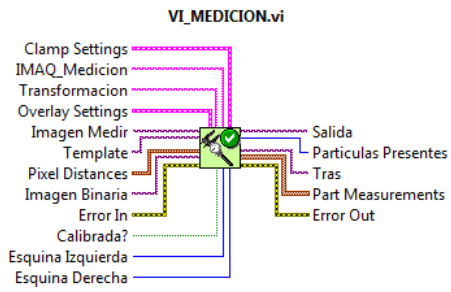 VI_MEDICION.vi
Clamp Settings
IMAQ_Medicion
Transformacion
Overlay Settings
Imagen Medir
Template
Pixel Distances
Imagen Binaria
Error In
Calibrada?
Esquina Izquierda
Esquina Derecha
Salida
Particulas Presentes
Tras
Part Measurements
Error Out